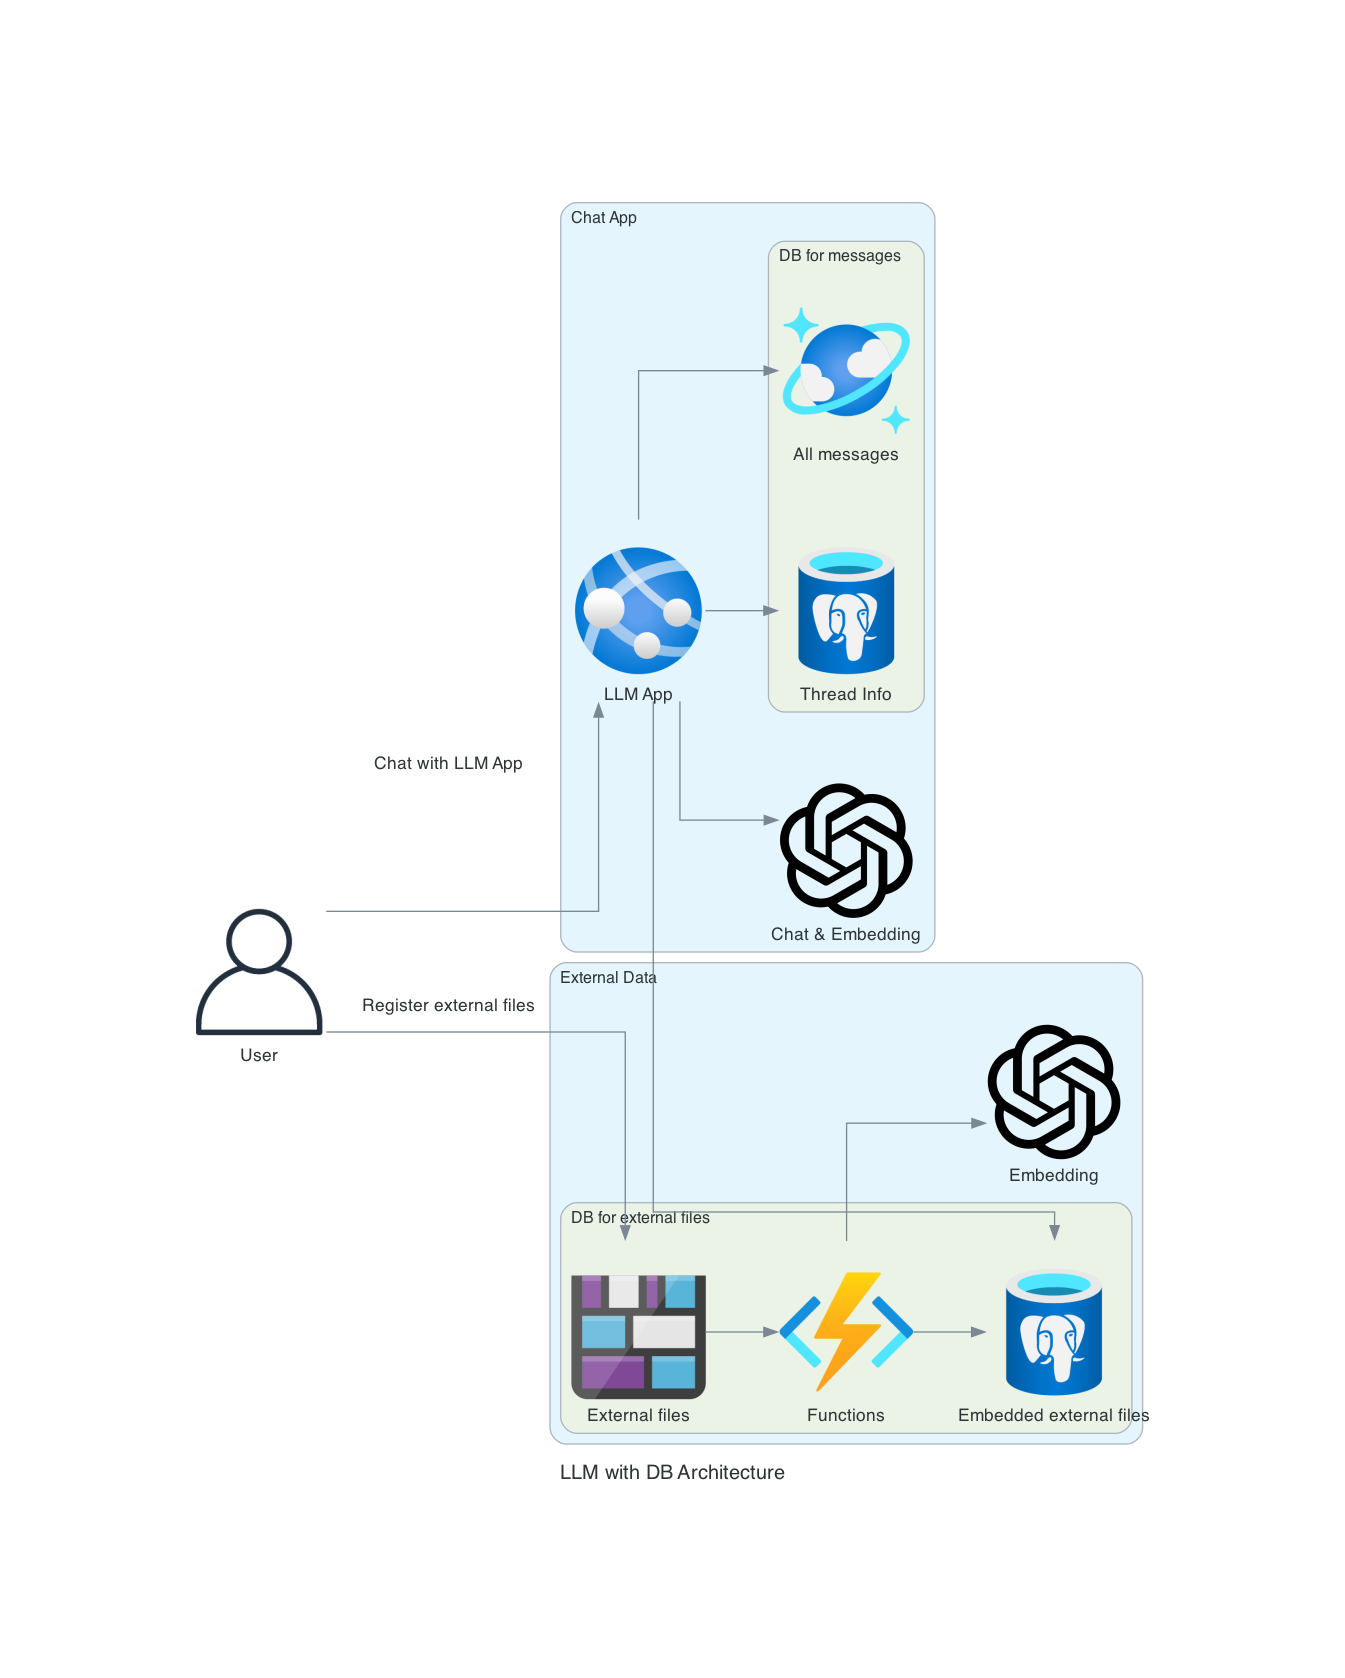 Chat App
DB for messages
All messages
LLM App
Thread Info
Chat with LLM App
Chat & Embedding
External Data
Register external files
User
Embedding
DB for external files
External files
Functions
Embedded external files
LLM with DB Architecture